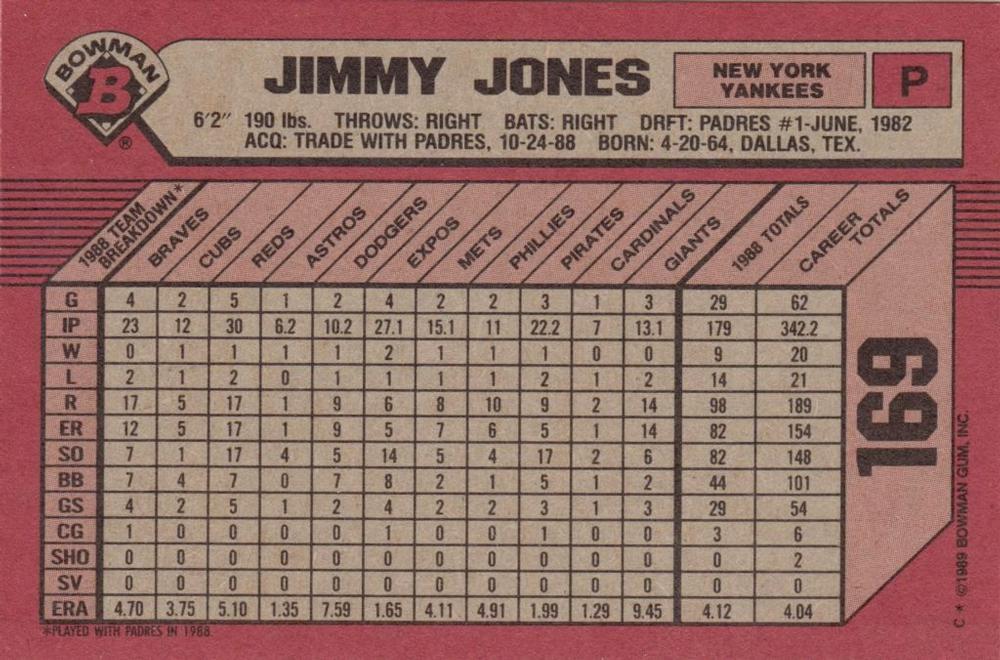 BOWMAN
B
®
JIMMY JONES
NEW YORK
YANKEES
P
6'2" 190 lbs. THROWS: RIGHT BATS: RIGHT DRFT: PADRES #1-JUNE, 1982
ACQ: TRADE WITH PADRES, 10-24-88 BORN: 4-20-64, DALLAS, TEX.
1988 TEAM BREAKDOWN* BRAVES CUBS REDS ASTROS DODGERS EXPOS METS PHILLIES PIRATES CARDINALS GIANTS 1988 TOTALS CAREER TOTALS
G 4 2 5 1 2 4 2 2 3 1 3 29 62
IP 23 12 30 6.2 10.2 27.1 15.1 11 22.2 7 13.1 179 342.2
W 0 1 1 1 1 2 1 1 1 0 0 9 20
L 2 1 2 0 1 1 1 1 2 1 2 14 21
R 17 5 17 1 9 6 8 10 9 2 14 98 189
ER 12 5 17 1 9 5 7 6 5 1 14 82 154
SO 7 1 17 4 5 14 5 4 17 2 6 82 148
BB 7 4 7 0 7 8 2 1 5 1 2 44 101
GS 4 2 5 1 2 4 2 2 3 1 3 29 54
CG 1 0 0 0 0 1 0 0 1 0 0 3 6
SHO 0 0 0 0 0 0 0 0 0 0 0 0 2
SV 0 0 0 0 0 0 0 0 0 0 0 0 0
ERA 4.70 3.75 5.10 1.35 7.59 1.65 4.11 4.91 1.99 1.29 9.45 4.12 4.04
*PLAYED WITH PADRES IN 1988
169
C * ©1989 BOWMAN GUM, INC.